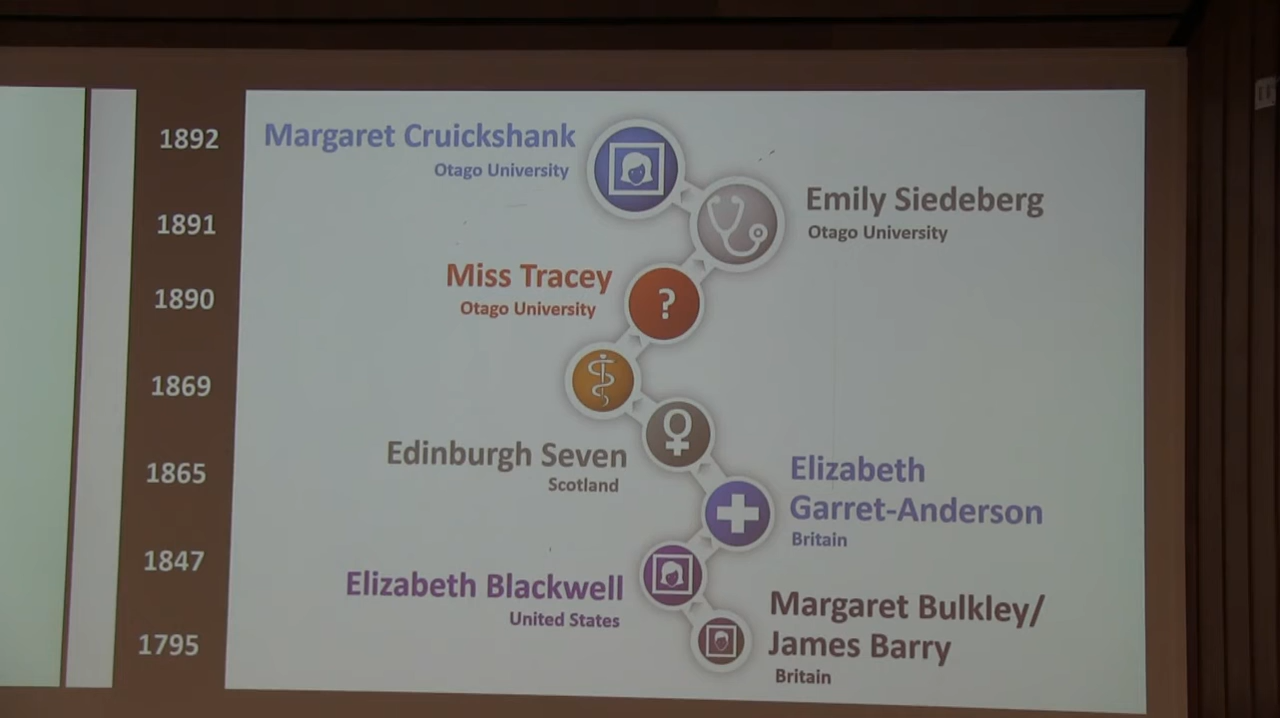 1892
Margaret Cruickshank
Otago University
1891
Emily Siedeberg
Otago University
1890
Miss Tracey
Otago University
?
1869
Edinburgh Seven
Scotland
1865
Elizabeth
Garret-Anderson
Britain
1847
Elizabeth Blackwell
United States
1795
Margaret Bulkley/
James Barry
Britain